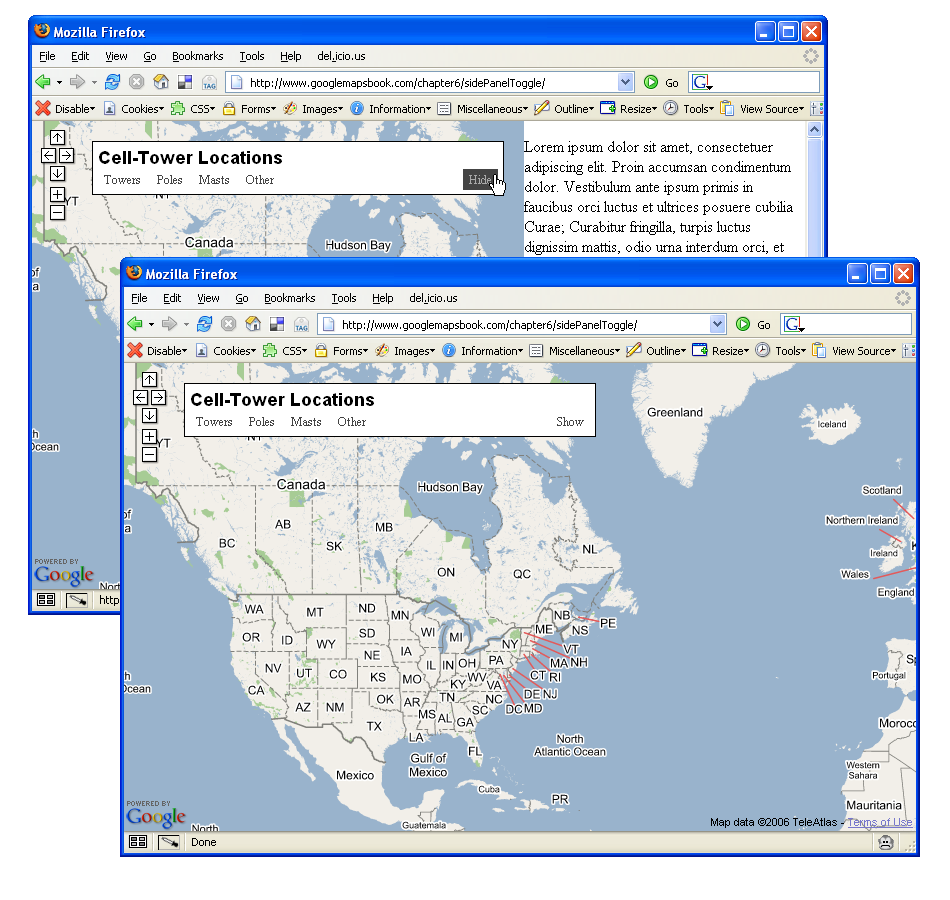 Mozilla Firefox
File Edit View Go Bookmarks Tools Help del.icio.us
TAG http://www.googlemapsbook.com/chapter6/sidePanelToggle/ Go G
Disable Cookies CSS Forms Images Information Miscellaneous Outline Resize Tools View Source
Cell-Tower Locations
Towers Poles Masts Other Hide
YT
Canada
Hudson Bay
of
a
h
Ocean
POWERED BY
Google
North
http
Lorem ipsum dolor sit amet, consectetuer
adipiscing elit. Proin accumsan condimentum
dolor. Vestibulum ante ipsum primis in
faucibus orci luctus et ultrices posuere cubilia
Curae; Curabitur fringilla, turpis luctus
dignissim mattis, odio urna interdum orci, et
Mozilla Firefox
File Edit View Go Bookmarks Tools Help del.icio.us
TAG http://www.googlemapsbook.com/chapter6/sidePanelToggle/ Go G
Disable Cookies CSS Forms Images Information Miscellaneous Outline Resize Tools View Source
Cell-Tower Locations
Towers Poles Masts Other Show
Greenland
Iceland
YT
Canada
Hudson Bay
Scotland
of
a
AB
MB
Northern Ireland
BC
SK
NL
Ireland
ON
QC
Wales
England
WA
MT
ND
MN
NB
PE
OR
ID
WY
SD
WI
MI
NY
ME
NS
NV
UT
CO
NE
IA
IL
IN
OH
PA
VT
MA
NH
CA
KS
MO
KY
WV
VA
CT
RI
DE
NJ
AZ
NM
OK
AR
TN
NC
SC
DC
MD
TX
MS
AL
GA
LA
FL
Portugal
Sp
h
Ocean
Gulf of
Mexico
North
Atlantic Ocean
Moroc
Mexico
Cuba
PR
Western
Sahara
Mauritania
Guatemala
POWERED BY
Google
North
Map data ©2006 TeleAtlas - Terms of Use
Done